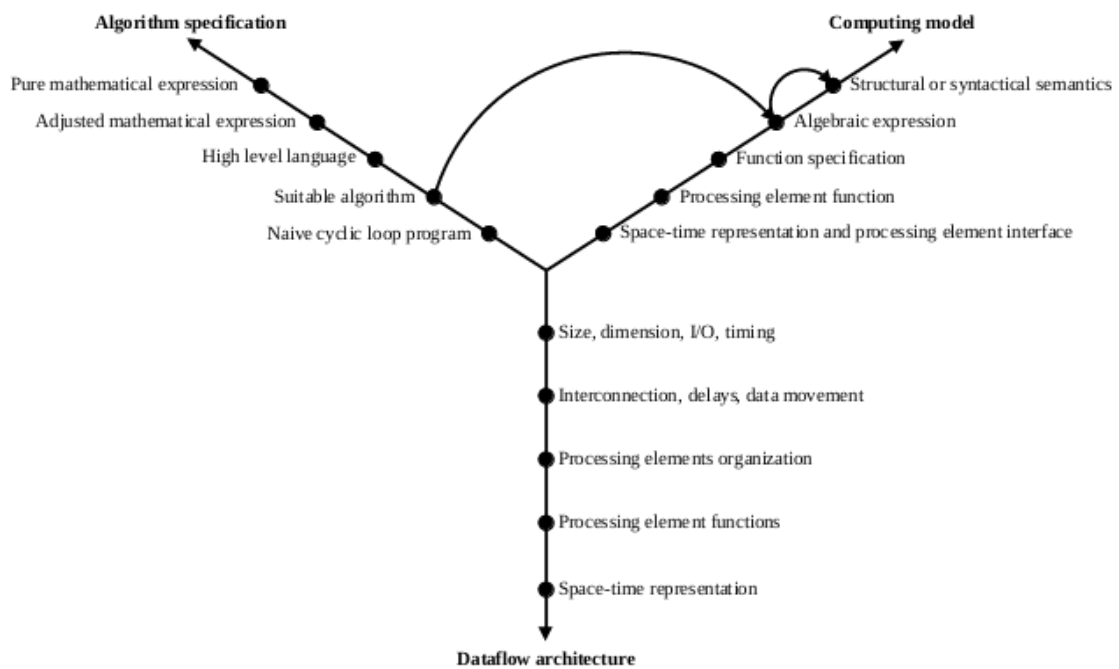 Algorithm specification
Computing model
Pure mathematical expression
Structural or syntactical semantics
Adjusted mathematical expression
Algebraic expression
High level language
Function specification
Suitable algorithm
Processing element function
Naive cyclic loop program
Space-time representation and processing element interface
Size, dimension, I/O, timing
Interconnection, delays, data movement
Processing elements organization
Processing element functions
Space-time representation
Dataflow architecture